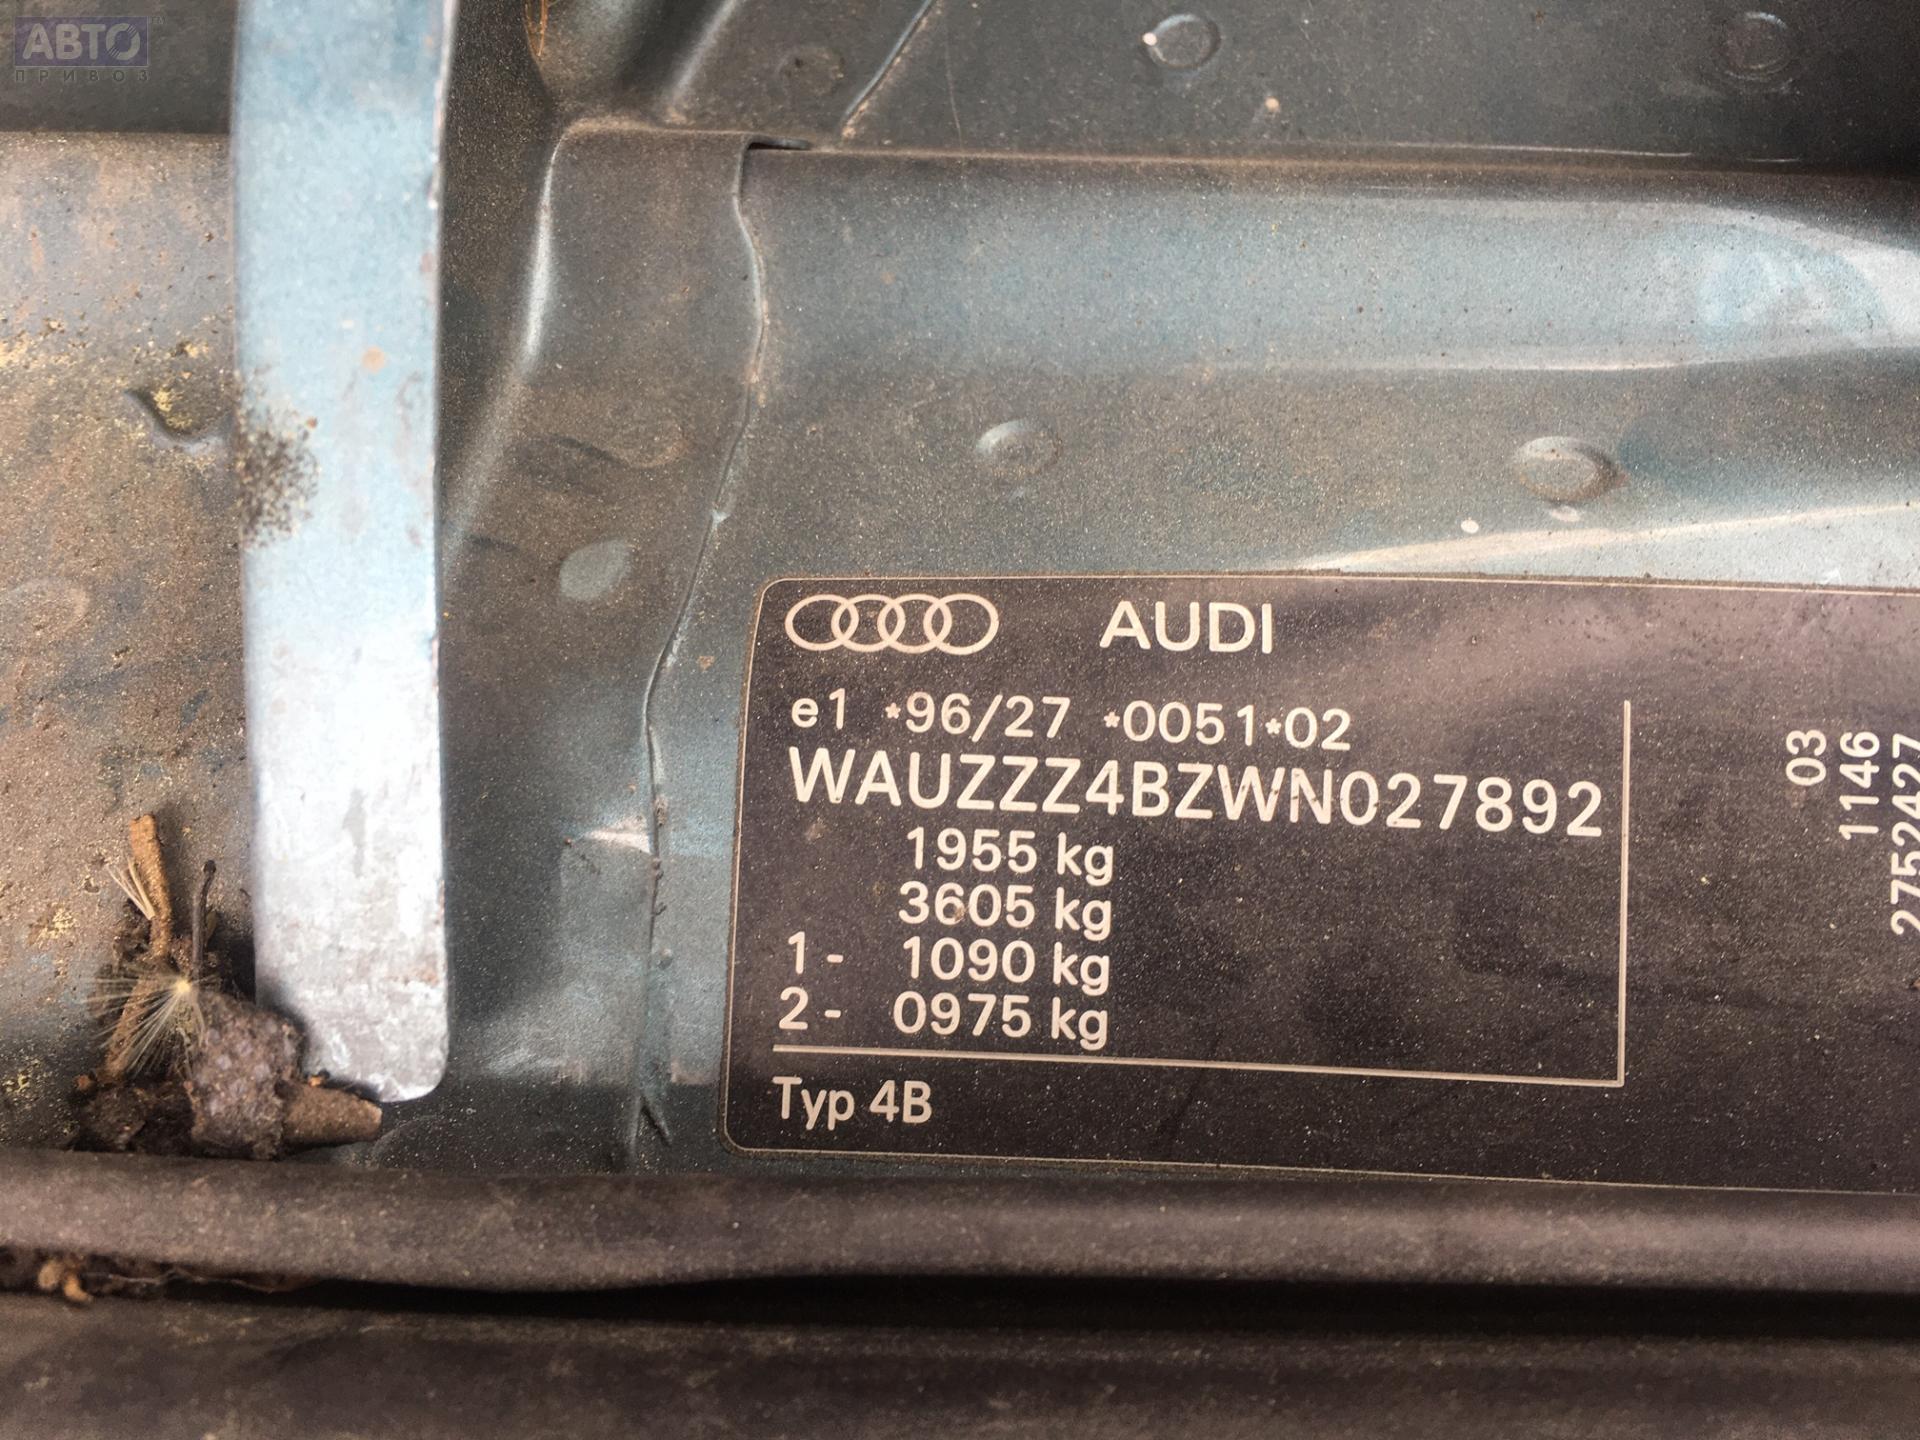 АВТО
ПРИВОЗ
AUDI
e1 *96/27 *0051*02
WAUZZZ4BZWN027892
1955 kg
3605 kg
1- 1090 kg
2- 0975 kg
Typ 4B
03
1146
2752427